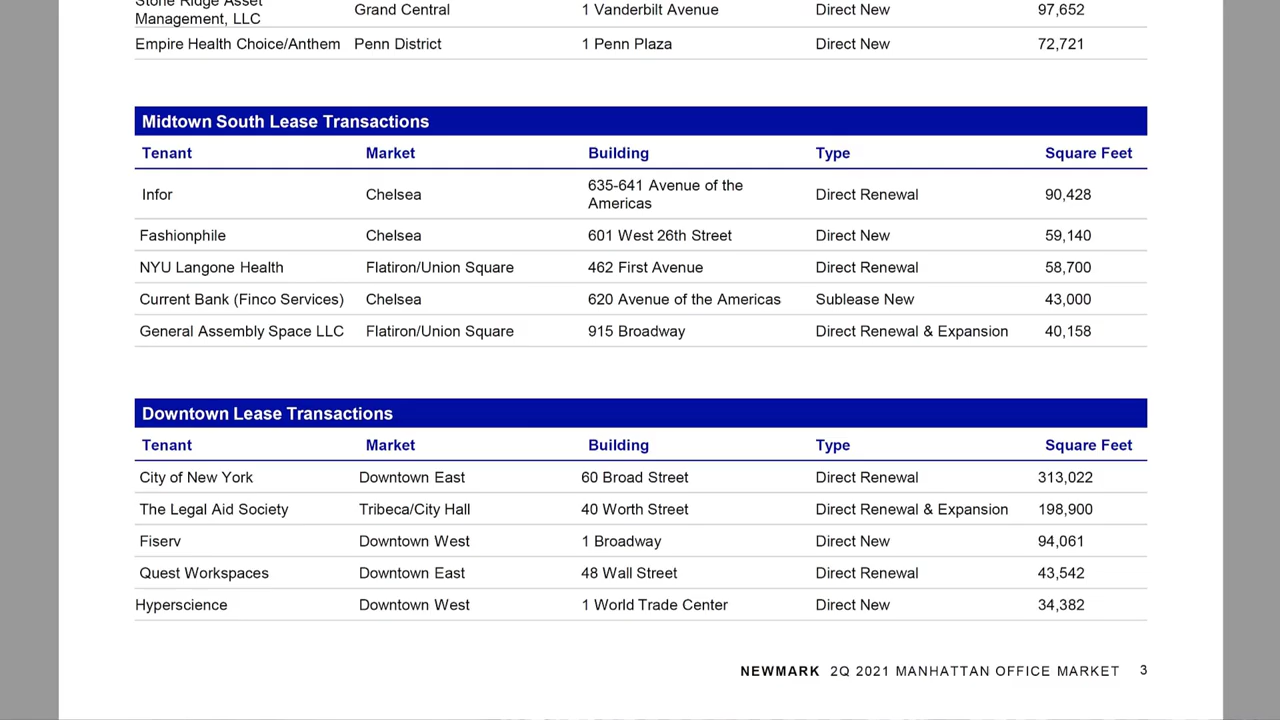 Stone Ridge Asset
Management, LLC Grand Central 1 Vanderbilt Avenue Direct New 97,652
Empire Health Choice/Anthem Penn District 1 Penn Plaza Direct New 72,721
Midtown South Lease Transactions
Tenant Market Building Type Square Feet
Infor Chelsea 635-641 Avenue of the Americas Direct Renewal 90,428
Fashionphile Chelsea 601 West 26th Street Direct New 59,140
NYU Langone Health Flatiron/Union Square 462 First Avenue Direct Renewal 58,700
Current Bank (Finco Services) Chelsea 620 Avenue of the Americas Sublease New 43,000
General Assembly Space LLC Flatiron/Union Square 915 Broadway Direct Renewal & Expansion 40,158
Downtown Lease Transactions
Tenant Market Building Type Square Feet
City of New York Downtown East 60 Broad Street Direct Renewal 313,022
The Legal Aid Society Tribeca/City Hall 40 Worth Street Direct Renewal & Expansion 198,900
Fiserv Downtown West 1 Broadway Direct New 94,061
Quest Workspaces Downtown East 48 Wall Street Direct Renewal 43,542
Hyperscience Downtown West 1 World Trade Center Direct New 34,382
NEWMARK 2Q 2021 MANHATTAN OFFICE MARKET 3